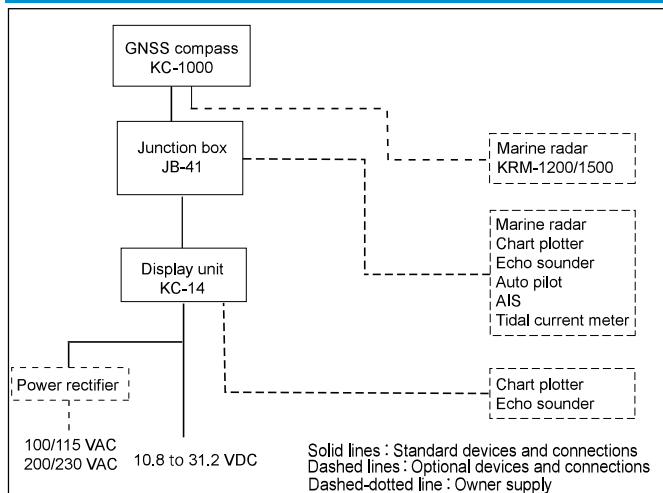 GNSS compass
KC-1000
Junction box
JB-41
Marine radar
KRM-1200/1500
Marine radar
Chart plotter
Echo sounder
Auto pilot
AIS
Tidal current meter
Display unit
KC-14
Power rectifier
Chart plotter
Echo sounder
100/115 VAC
200/230 VAC
10.8 to 31.2 VDC
Solid lines : Standard devices and connections
Dashed lines : Optional devices and connections
Dashed-dotted line : Owner supply